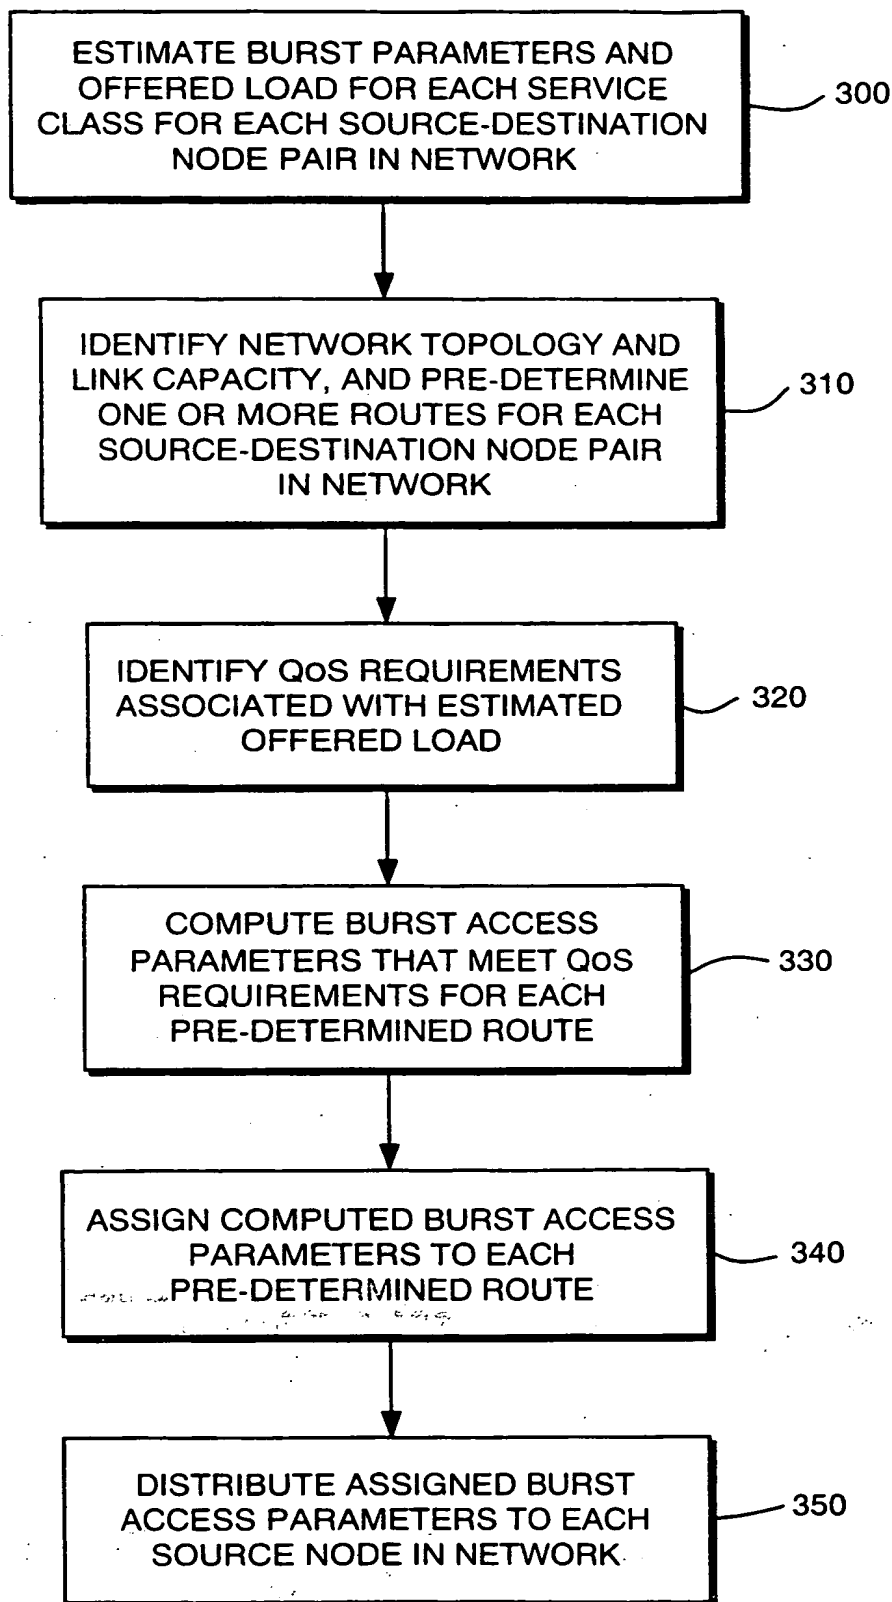 ESTIMATE BURST PARAMETERS AND
OFFERED LOAD FOR EACH SERVICE
CLASS FOR EACH SOURCE-DESTINATION
NODE PAIR IN NETWORK
300
IDENTIFY NETWORK TOPOLOGY AND
LINK CAPACITY, AND PRE-DETERMINE
ONE OR MORE ROUTES FOR EACH
SOURCE-DESTINATION NODE PAIR
IN NETWORK
310
IDENTIFY QoS REQUIREMENTS
ASSOCIATED WITH ESTIMATED
OFFERED LOAD
320
COMPUTE BURST ACCESS
PARAMETERS THAT MEET QoS
REQUIREMENTS FOR EACH
PRE-DETERMINED ROUTE
330
ASSIGN COMPUTED BURST ACCESS
PARAMETERS TO EACH
PRE-DETERMINED ROUTE
340
DISTRIBUTE ASSIGNED BURST
ACCESS PARAMETERS TO EACH
SOURCE NODE IN NETWORK
350